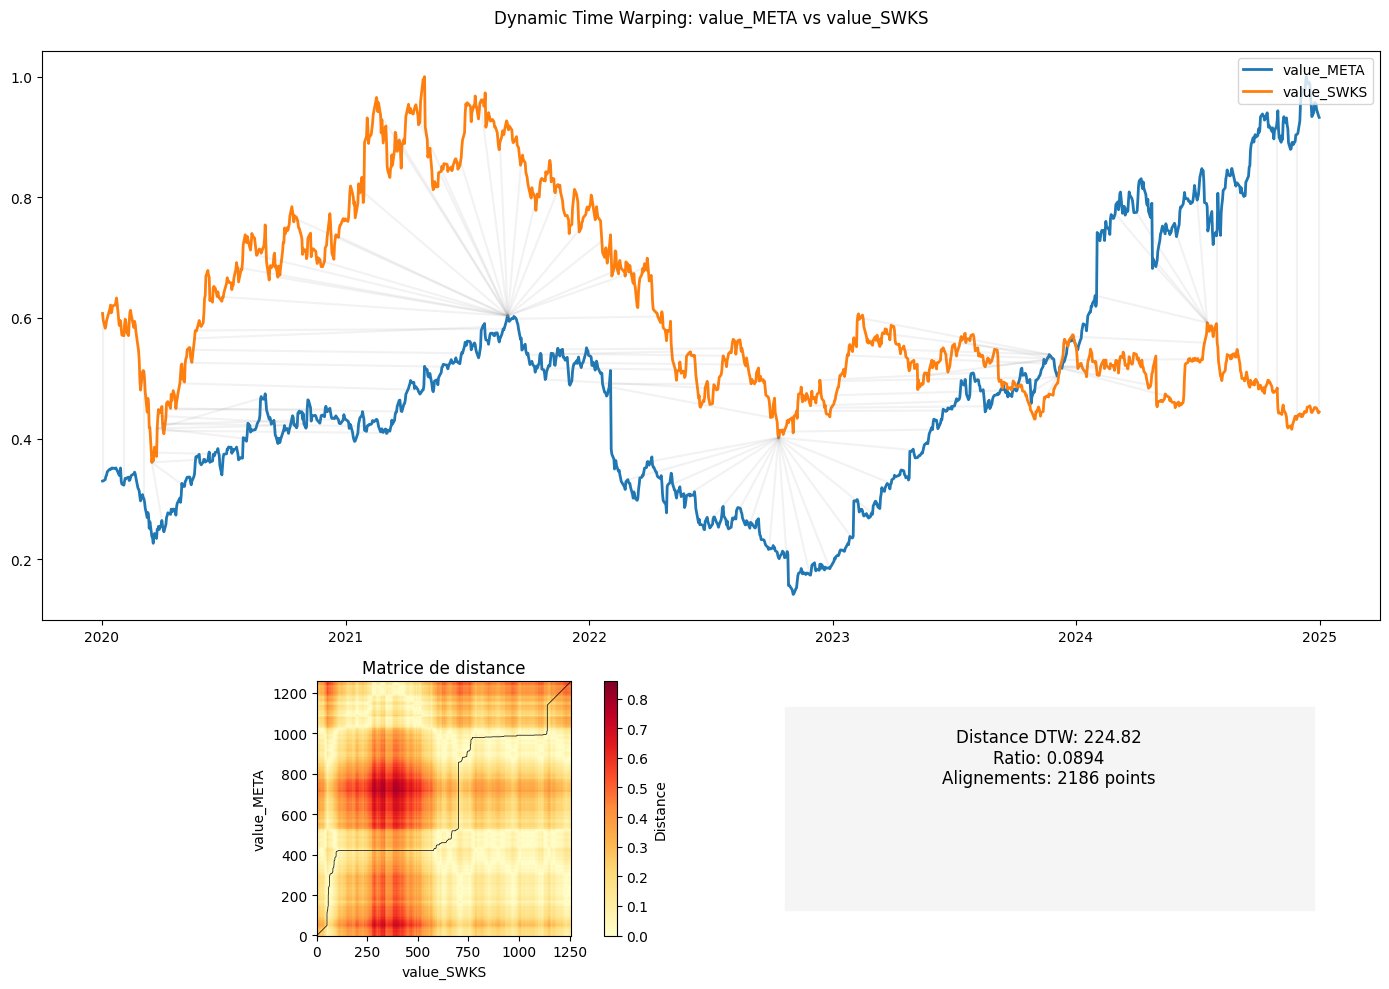 Dynamic Time Warping: value_META vs value_SWKS
value_META
value_SWKS
1.0
0.8
0.6
0.4
0.2
2020 2021 2022 2023 2024 2025
Matrice de distance
value_META
1200
1000
800
600
400
200
0
0 250 500 750 1000 1250
value_SWKS
0.8
0.7
0.6
0.5
0.4
0.3
0.2
0.1
0.0
Distance
Distance DTW: 224.82
Ratio: 0.0894
Alignements: 2186 points